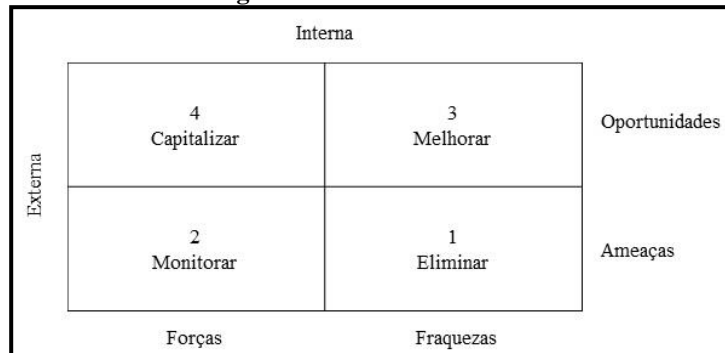 Interna
4
Capitalizar
3
Melhorar
Oportunidades
Externa
2
Monitorar
1
Eliminar
Ameaças
Forças
Fraquezas